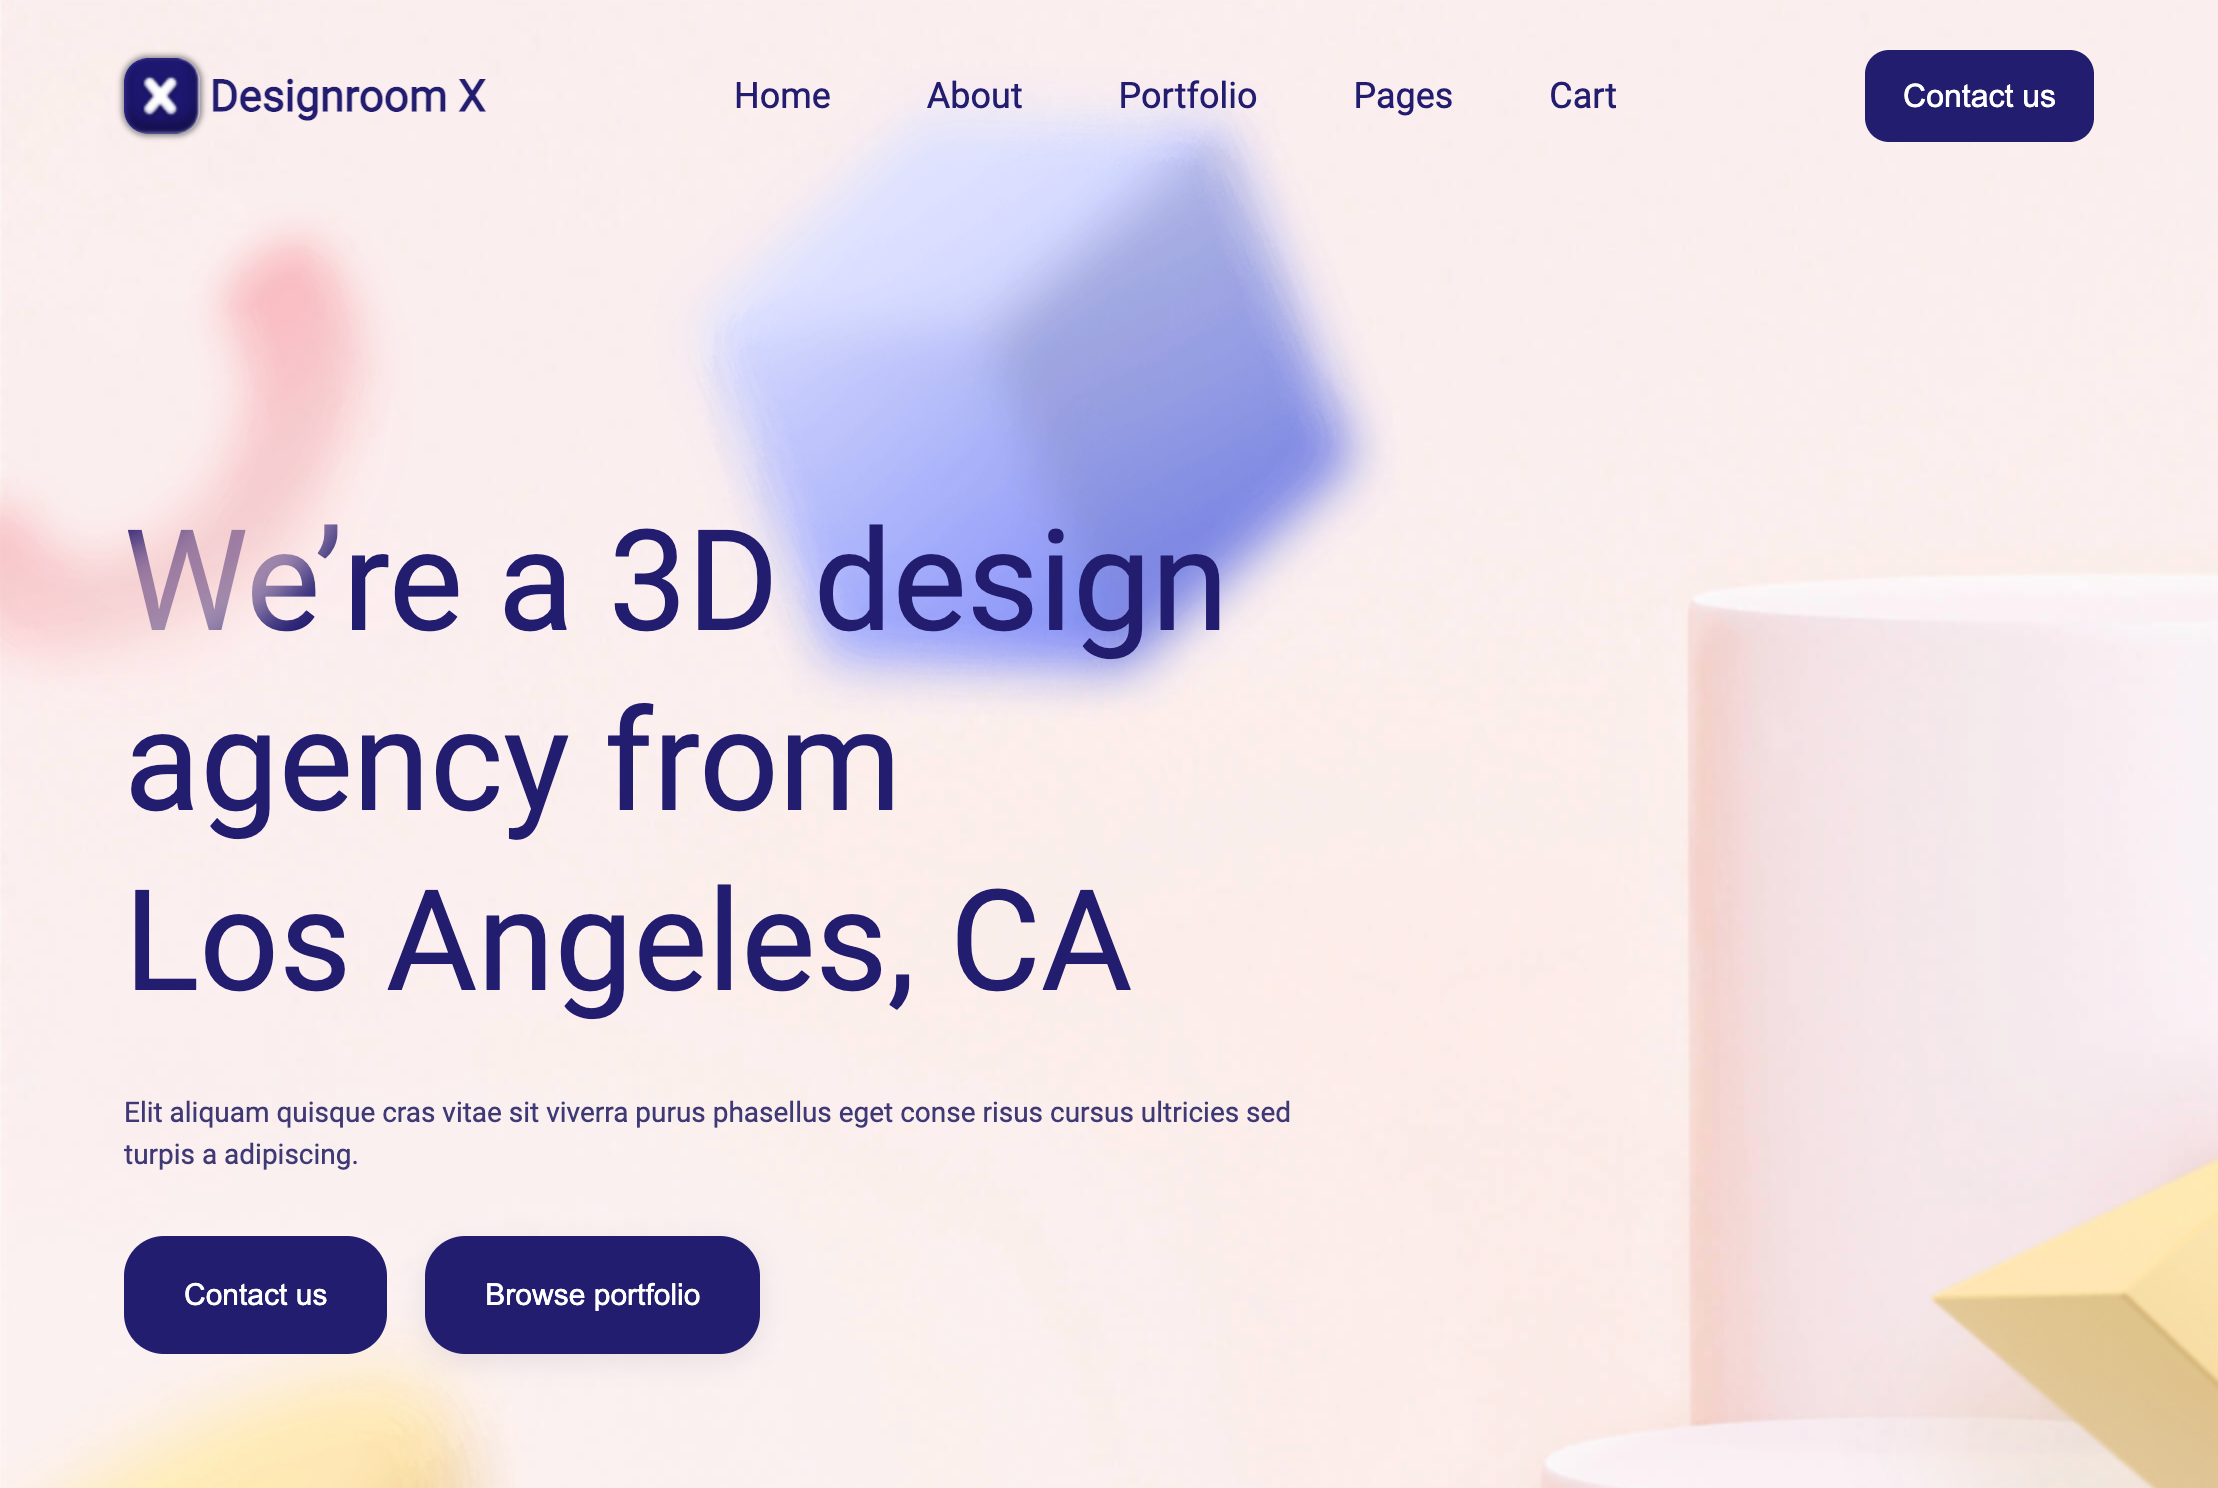 Designroom X
Home
About
Portfolio
Pages
Cart
Contact us
We’re a 3D design
agency from
Los Angeles, CA
Elit aliquam quisque cras vitae sit viverra purus phasellus eget conse risus cursus ultricies sed
turpis a adipiscing.
Contact us
Browse portfolio